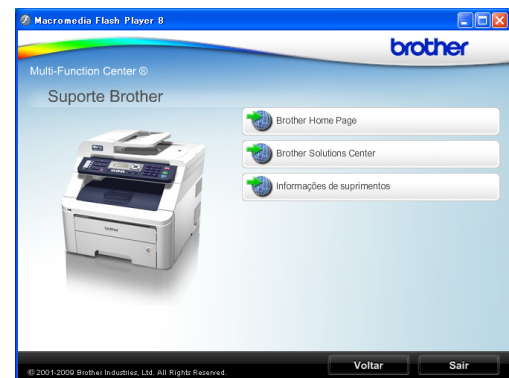 Macromedia Flash Player 8
brother
Multi-Function Center ®
Suporte Brother
Brother Home Page
Brother Solutions Center
Informações de suprimentos
brother
© 2001-2009 Brother Industries, Ltd. All Rights Reserved.
Voltar
Sair